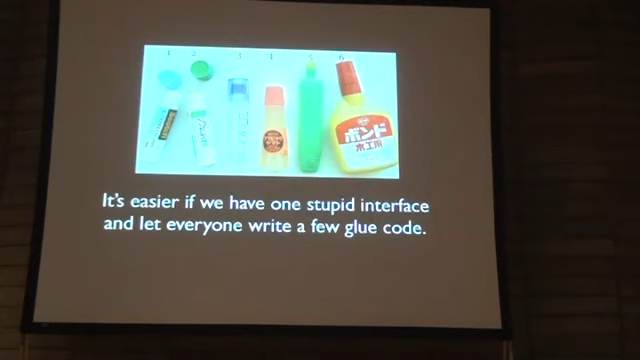 1 2 3 4 5 6
ボンド
木工用
It's easier if we have one stupid interface
and let everyone write a few glue code.